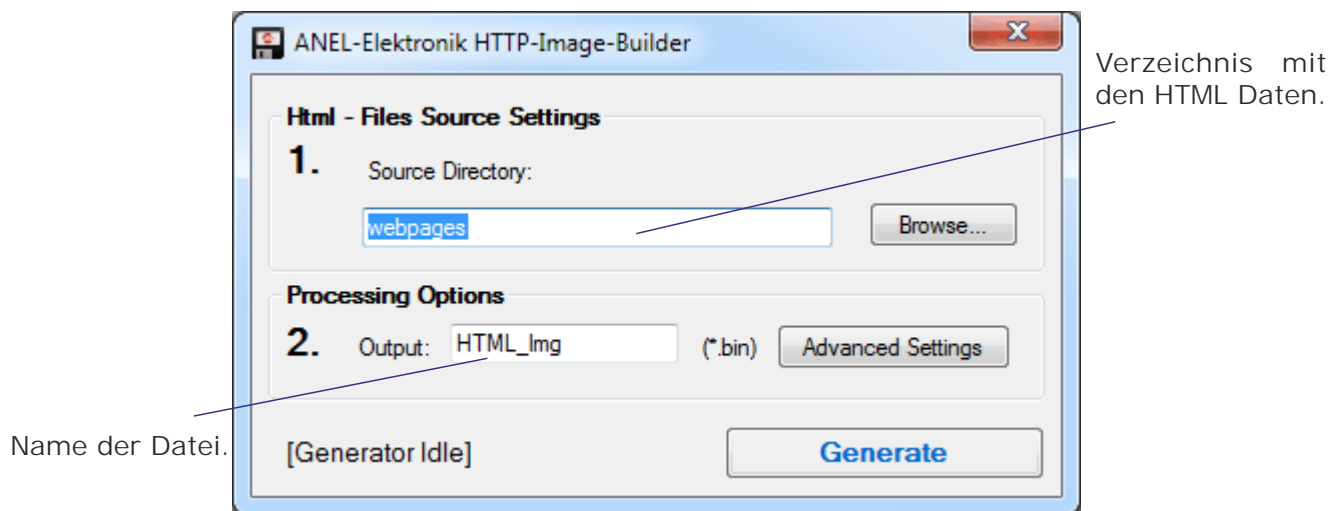 ANEL-Elektronik HTTP-Image-Builder
Verzeichnis mit
den HTML Daten.
Html - Files Source Settings
1.
Source Directory:
webpages
Browse...
Processing Options
2.
Output: HTML_Img (*.bin) Advanced Settings
Name der Datei.
[Generator Idle]
Generate